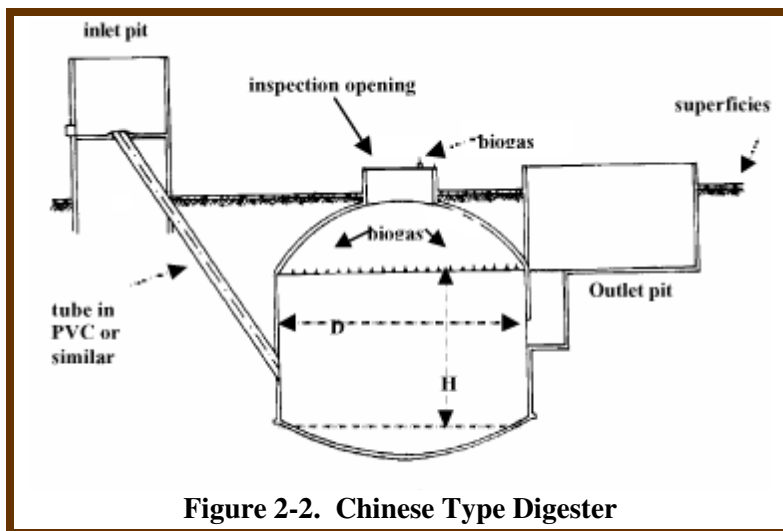 inlet pit
inspection opening
superficies
biogas
biogas
Outlet pit
tube in
PVC or
similar
D
H
Figure 2-2. Chinese Type Digester